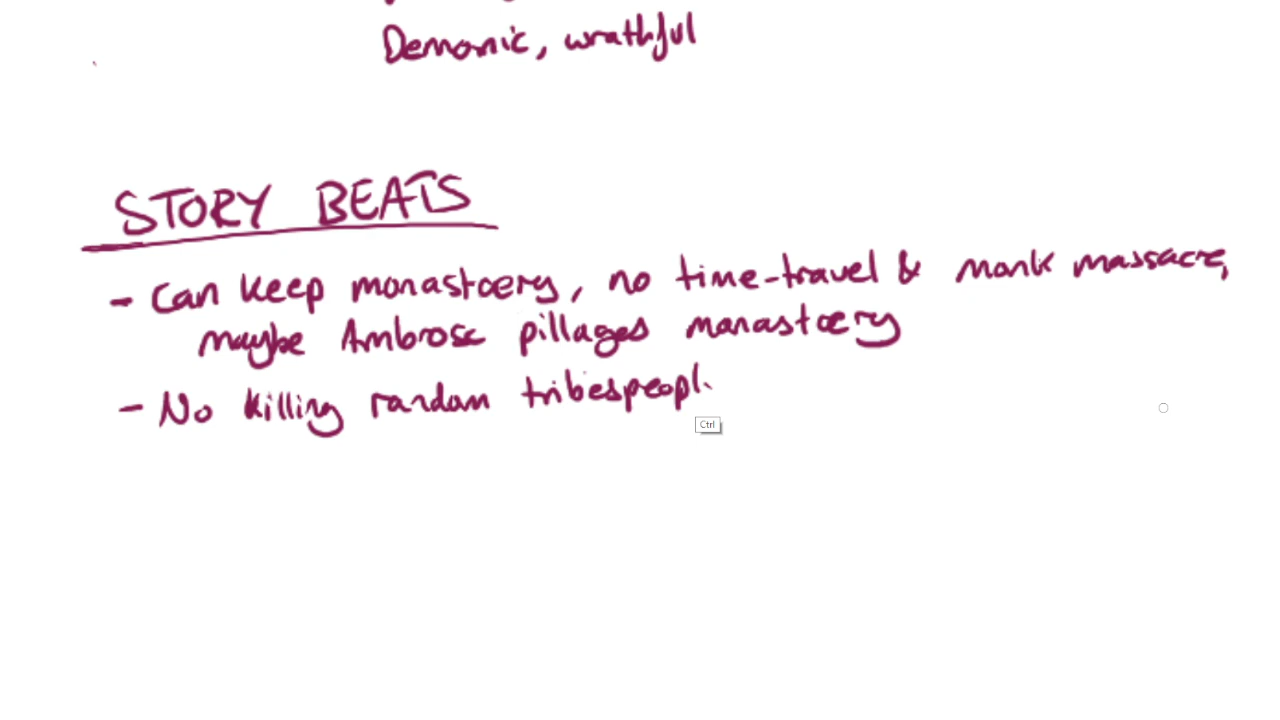 Demonic, wrathful
STORY BEATS
- Can keep monastoery, no time-travel & monk massacre,
maybe Ambrose pillages monastoery
- No killing random tribespeopl
Ctrl